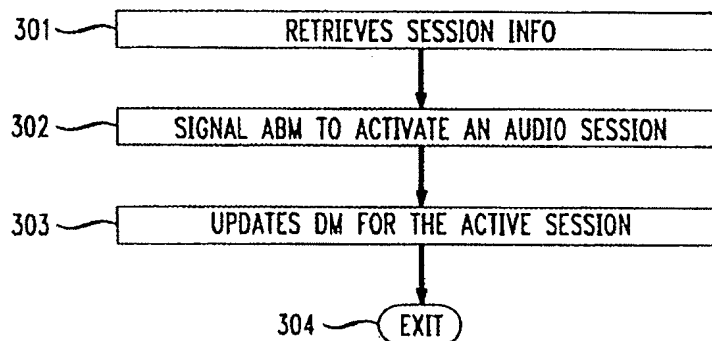 301 RETRIEVES SESSION INFO
302 SIGNAL ABM TO ACTIVATE AN AUDIO SESSION
303 UPDATES DM FOR THE ACTIVE SESSION
304 EXIT